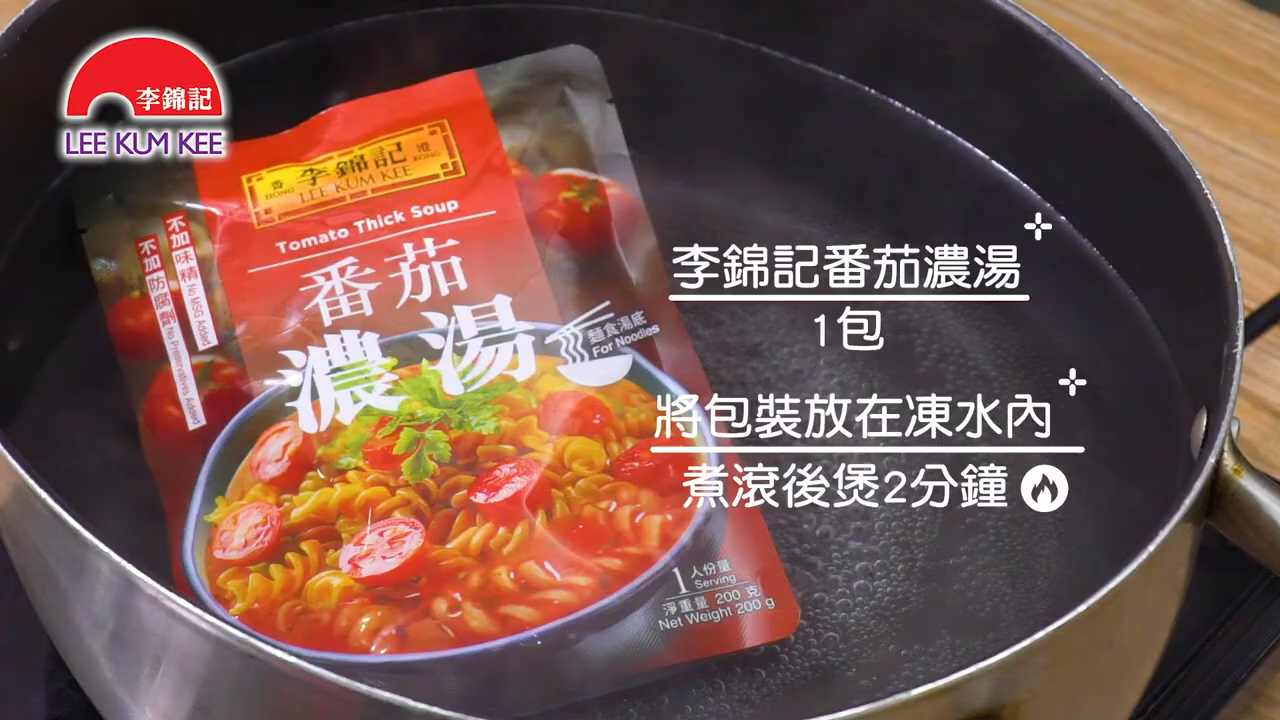 李錦記
LEE KUM KEE
香 李錦記 港
HONG LEE KUM KEE KONG
Tomato Thick Soup
番茄
濃湯
不加味精 No MSG Added
不加防腐劑 No Preservatives Added
麵食湯底
For Noodles
1 人份量
Serving
淨重量 200 克
Net Weight 200 g
李錦記番茄濃湯
1包
將包裝放在凍水內
煮滾後煲2分鐘